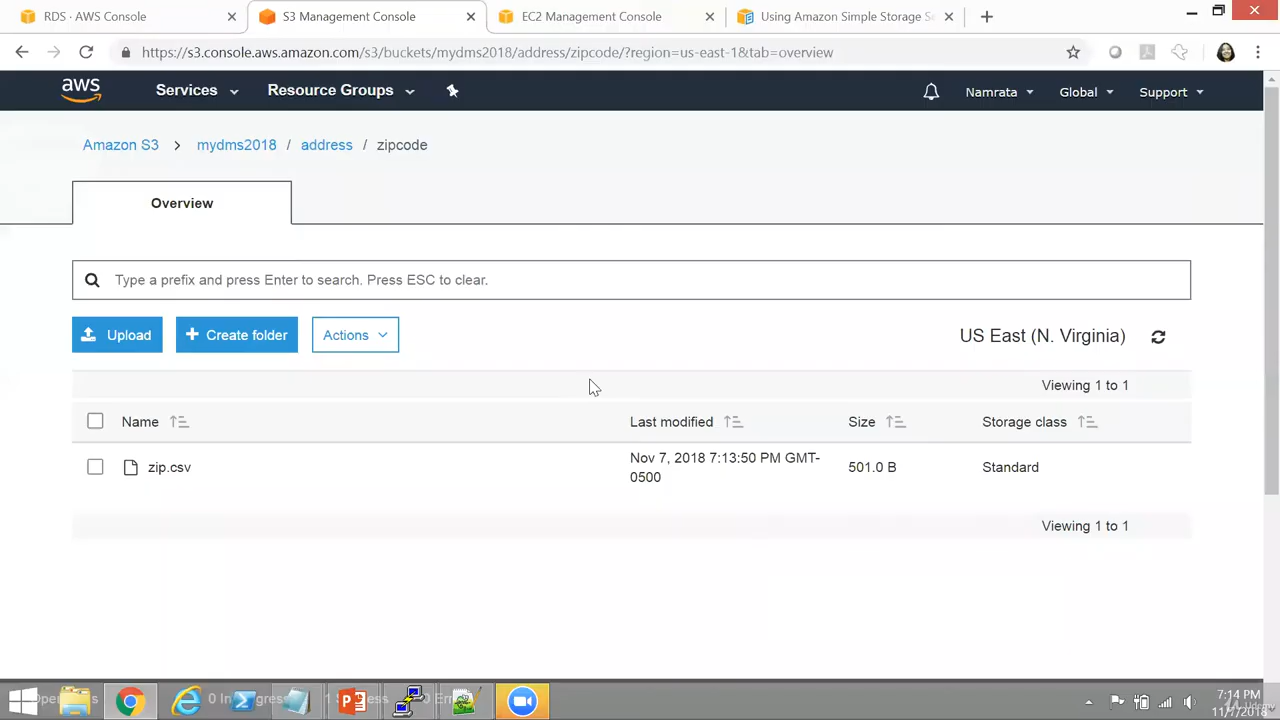 RDS · AWS Console
S3 Management Console
EC2 Management Console
Using Amazon Simple Storage S
https://s3.console.aws.amazon.com/s3/buckets/mydms2018/address/zipcode/?region=us-east-1&tab=overview
aws
Services
Resource Groups
Namrata
Global
Support
Amazon S3 > mydms2018 / address / zipcode
Overview
Type a prefix and press Enter to search. Press ESC to clear.
Upload
Create folder
Actions
US East (N. Virginia)
Viewing 1 to 1
Name
Last modified
Size
Storage class
zip.csv
Nov 7, 2018 7:13:50 PM GMT-
0500
501.0 B
Standard
Viewing 1 to 1
7:14 PM
11/7/2018
Udemy